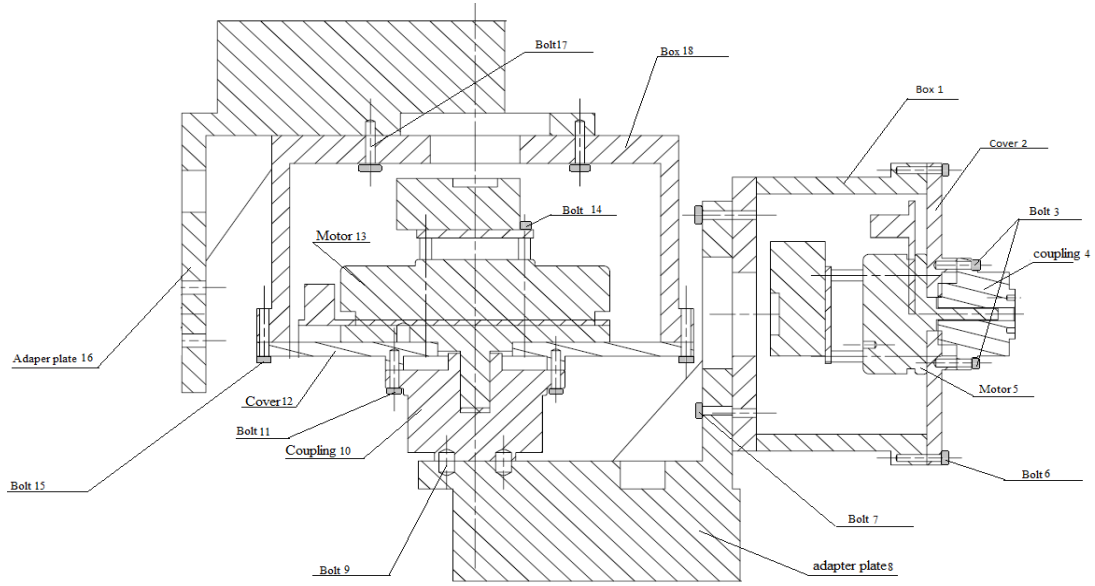 Bolt17
Box 18
Box 1
Cover 2
Bolt 3
coupling 4
Bolt 14
Motor 13
Adaper plate 16
Cover12
Motor 5
Bolt 11
Coupling 10
Bolt 15
Bolt 6
Bolt 7
Bolt 9
adapter plate8